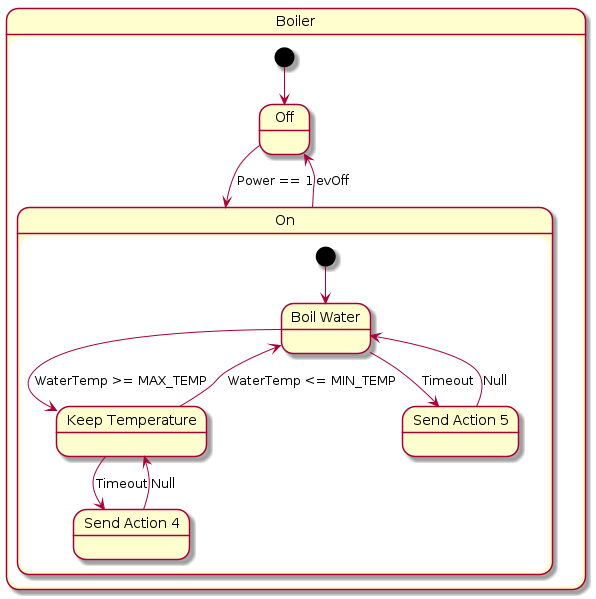 Boiler
Off
Power == 1
evOff
On
Boil Water
WaterTemp >= MAX_TEMP
WaterTemp <= MIN_TEMP
Timeout
Null
Keep Temperature
Send Action 5
Timeout
Null
Send Action 4